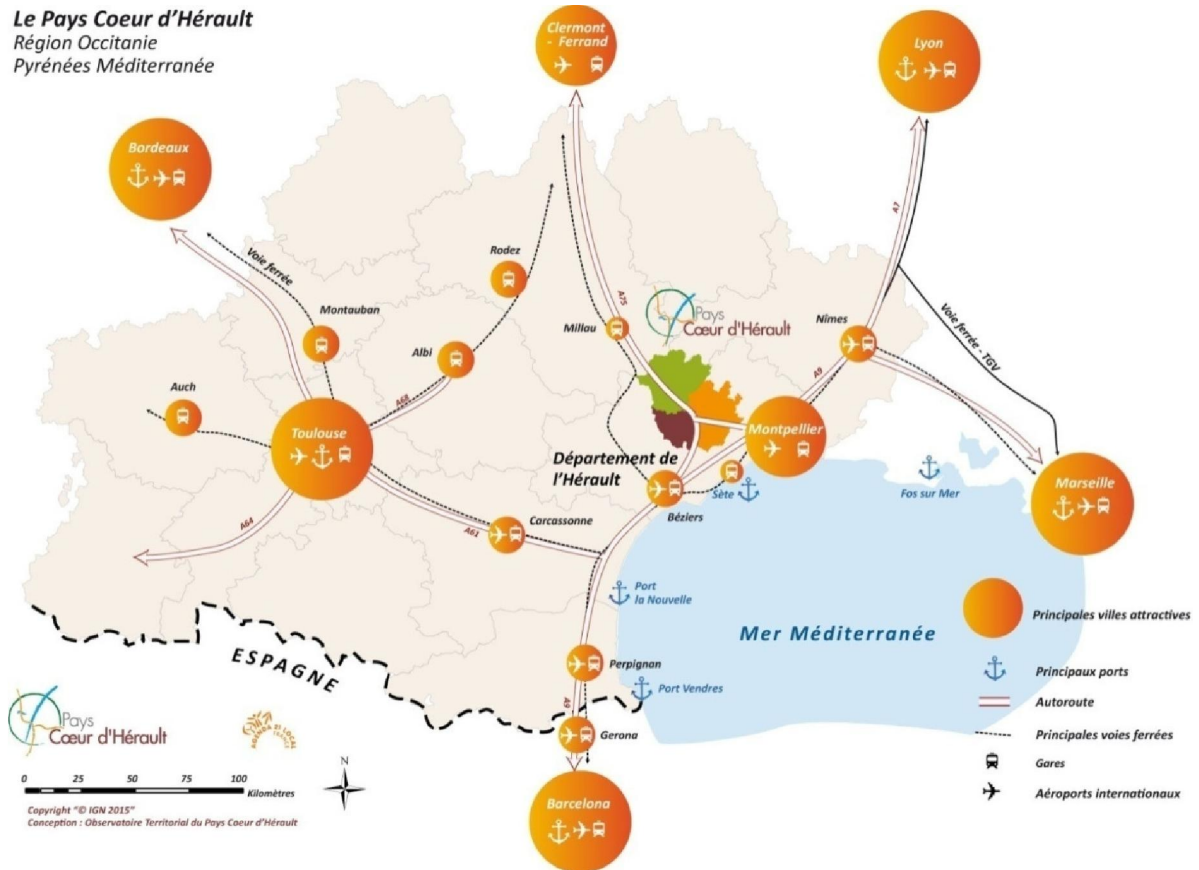 Le Pays Coeur d'Hérault
Région Occitanie
Pyrénées Méditerranée
Clermont
- Ferrand
Lyon
Bordeaux
A7
Voie ferrée
Rodez
A75
Pays
Cœur d'Hérault
Montauban
Millau
Nîmes
Voie ferrée - TGV
Albi
A9
Auch
A68
Toulouse
Montpellier
Département de
l'Hérault
Sète
Fos sur Mer
Marseille
Béziers
Carcassonne
A64
A61
Port
la Nouvelle
Mer Méditerranée
Principales villes attractives
ESPAGNE
Perpignan
Port Vendres
Principaux ports
A9
Autoroute
Gerona
Principales voies ferrées
Gares
Aéroports internationaux
Barcelona
Pays
Cœur d'Hérault
N
0 25 50 75 100
Kilomètres
Copyright "© IGN 2015"
Conception : Observatoire Territorial du Pays Coeur d'Hérault